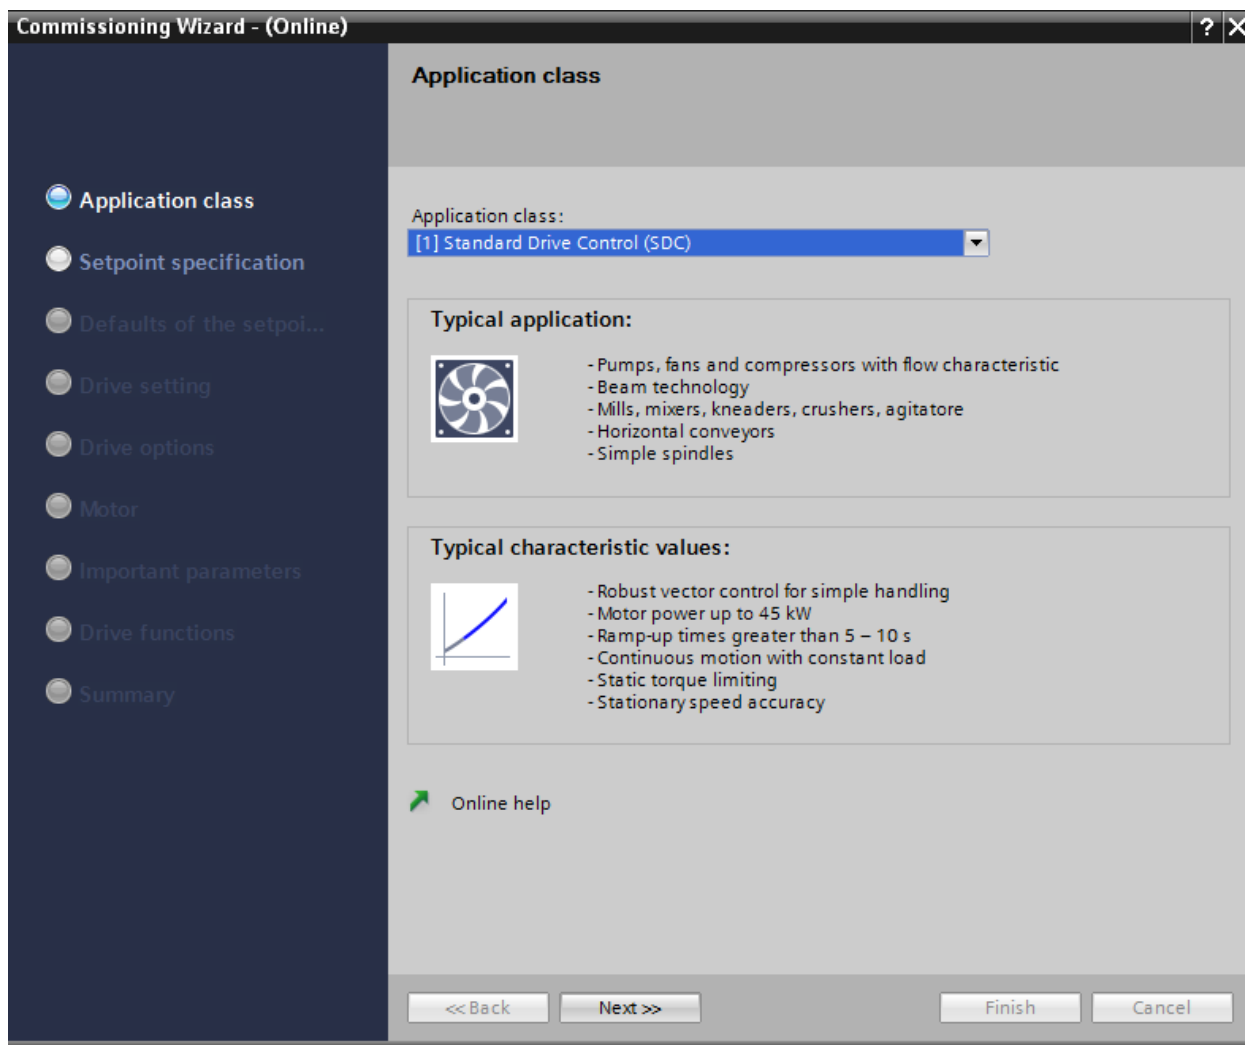 Commissioning Wizard - (Online)
? X
Application class
Application class
Setpoint specification
Defaults of the setpoi...
Drive setting
Drive options
Motor
Important parameters
Drive functions
Summary
Application class:
[1] Standard Drive Control (SDC)
Typical application:
- Pumps, fans and compressors with flow characteristic
- Beam technology
- Mills, mixers, kneaders, crushers, agitatore
- Horizontal conveyors
- Simple spindles
Typical characteristic values:
- Robust vector control for simple handling
- Motor power up to 45 kW
- Ramp-up times greater than 5 – 10 s
- Continuous motion with constant load
- Static torque limiting
- Stationary speed accuracy
Online help
<< Back
Next >>
Finish
Cancel